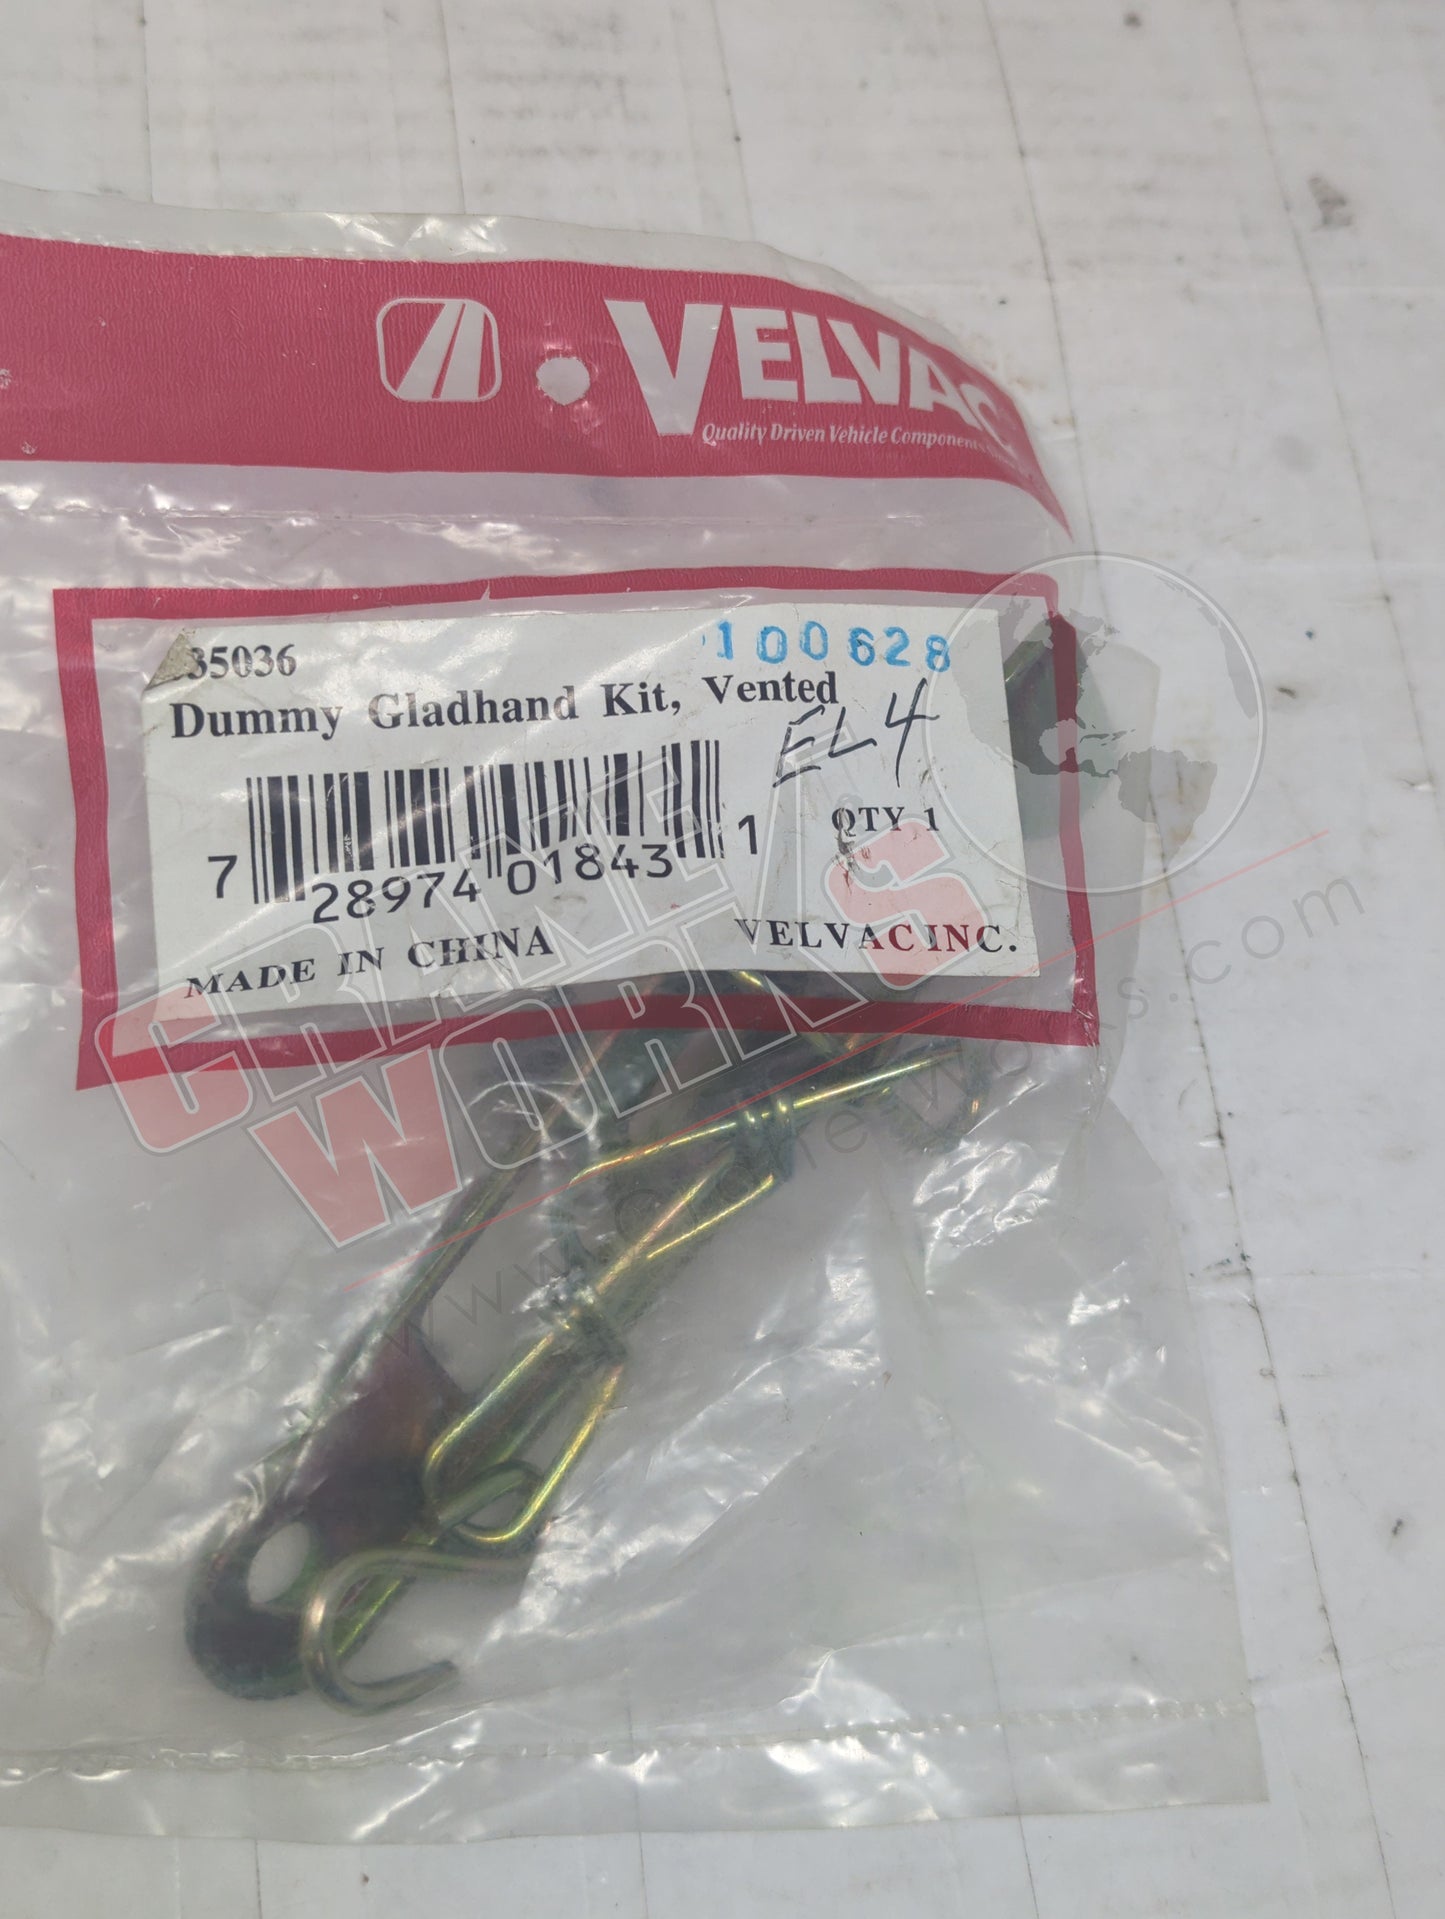 VELVAC
Quality Driven Vehicle Components
35036
100628
Dummy Gladhand Kit, Vented
EL4
QTY 1
7 28974 01843 1
MADE IN CHINA
VELVAC INC.
CRANE WORKS
www.craneworks.com